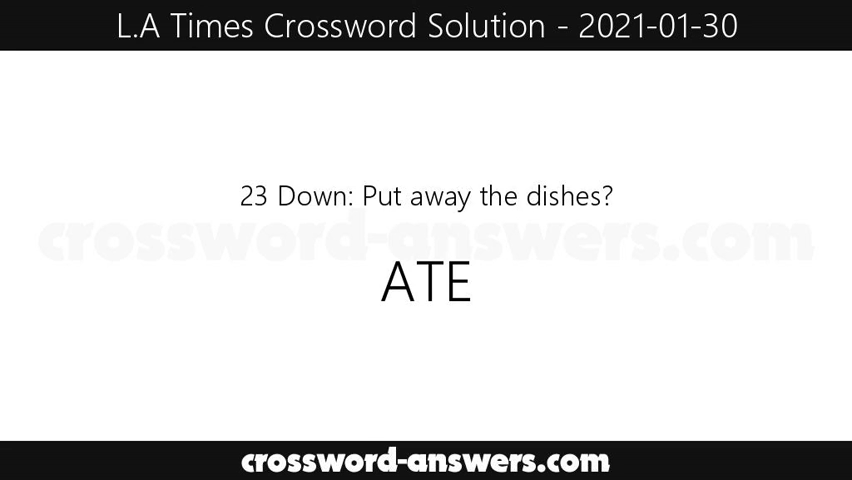 L.A Times Crossword Solution - 2021-01-30
23 Down: Put away the dishes?
crossword-answers.com
ATE
crossword-answers.com